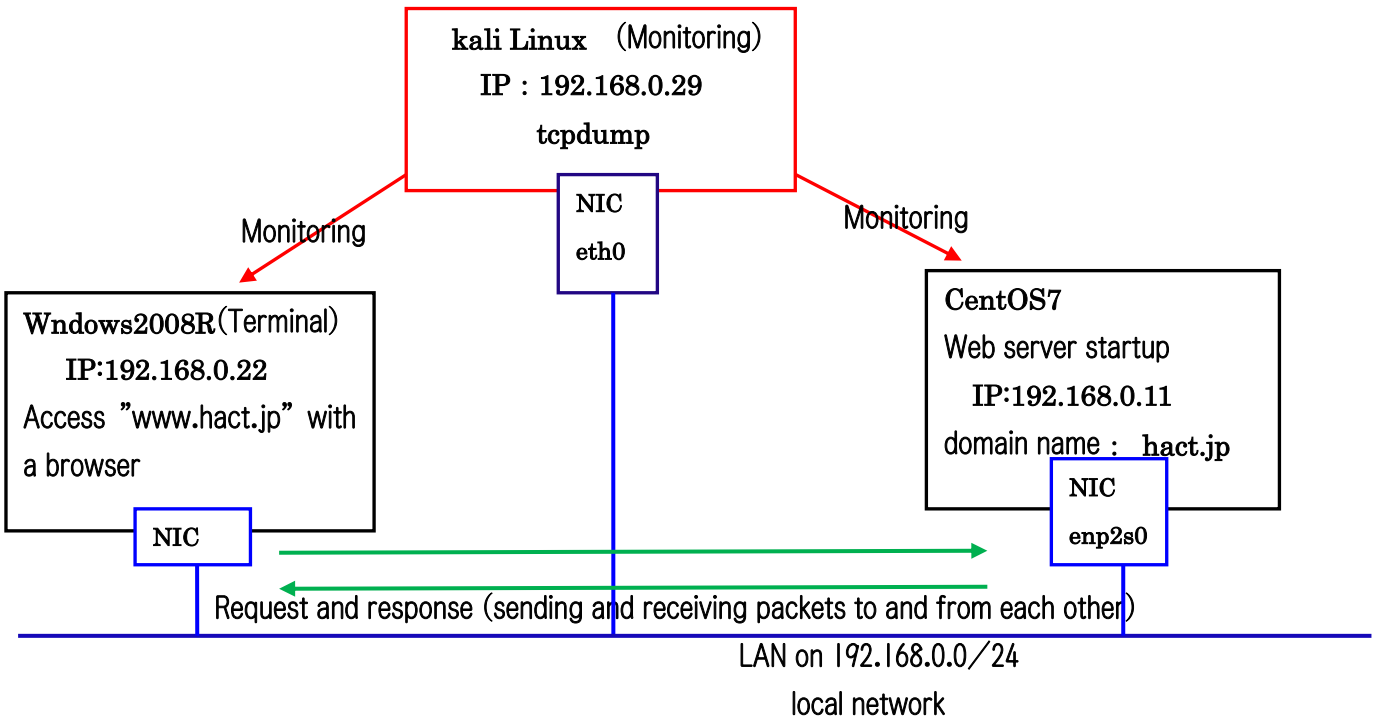 kali Linux (Monitoring)
IP : 192.168.0.29
tcpdump
NIC
eth0
Monitoring
Monitoring
Wndows2008R(Terminal)
IP:192.168.0.22
Access ”www.hact.jp” with
a browser
NIC
CentOS7
Web server startup
IP:192.168.0.11
domain name : hact.jp
NIC
enp2s0
Request and response (sending and receiving packets to and from each other)
LAN on 192.168.0.0/24
local network